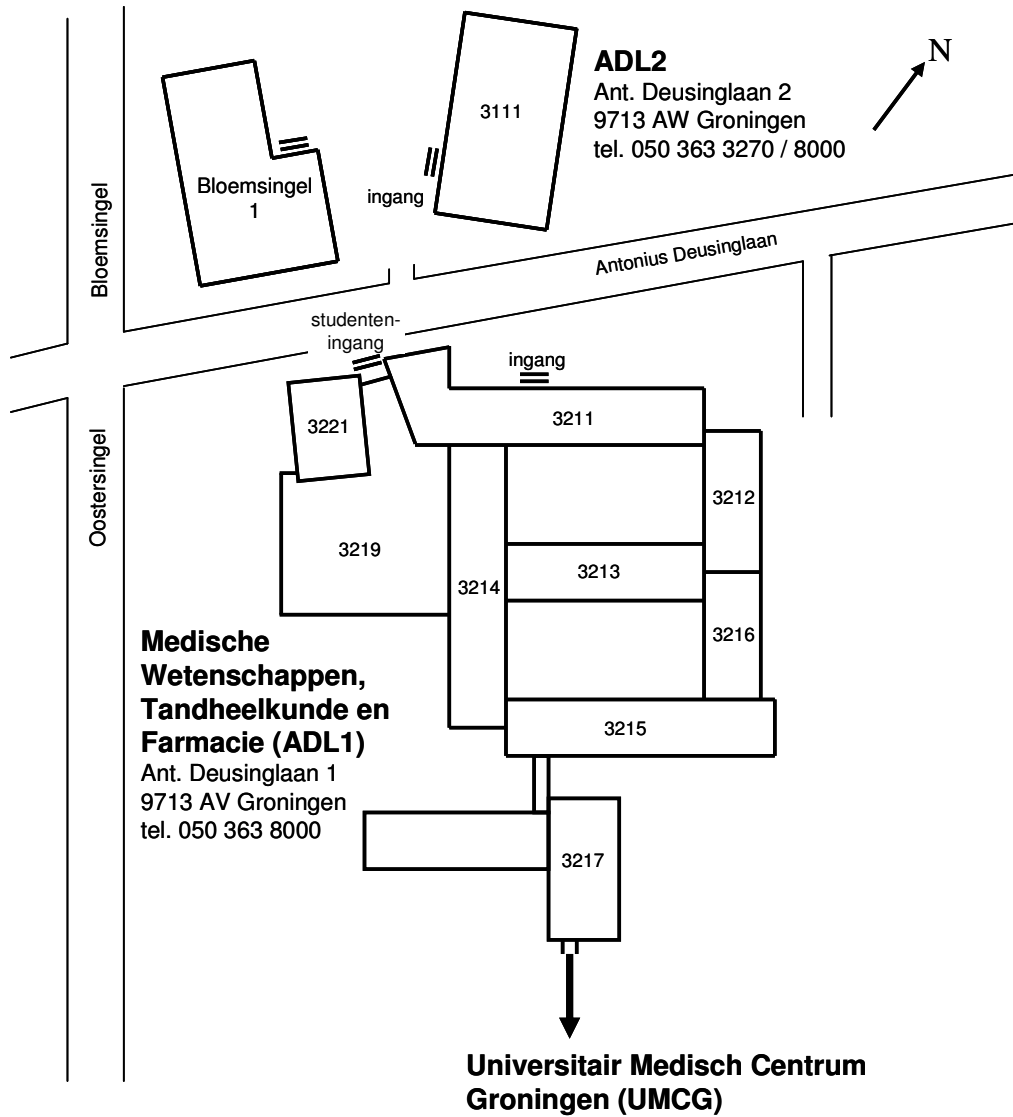 ADL2
Ant. Deusinglaan 2
9713 AW Groningen
tel. 050 363 3270 / 8000
N
3111
Bloemsingel
1
ingang
Bloemsingel
Antonius Deusinglaan
studenten-
ingang
ingang
3221
3211
Oostersingel
3212
3219
3213
3214
3216
3215
Medische
Wetenschappen,
Tandheelkunde en
Farmacie (ADL1)
Ant. Deusinglaan 1
9713 AV Groningen
tel. 050 363 8000
3217
Universitair Medisch Centrum
Groningen (UMCG)